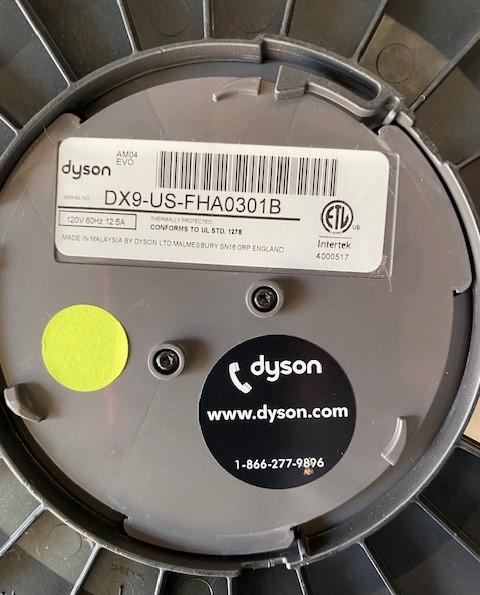 AM04
EVO
dyson
SERIAL NO
DX9-US-FHA0301B
120V 60Hz 12.5A
THERMALLY PROTECTED
CONFORMS TO UL STD. 1278
MADE IN MALAYSIA BY DYSON LTD MALMESBURY SN16 0RP ENGLAND
ETL
US
Intertek
4000517
dyson
www.dyson.com
1-866-277-9896